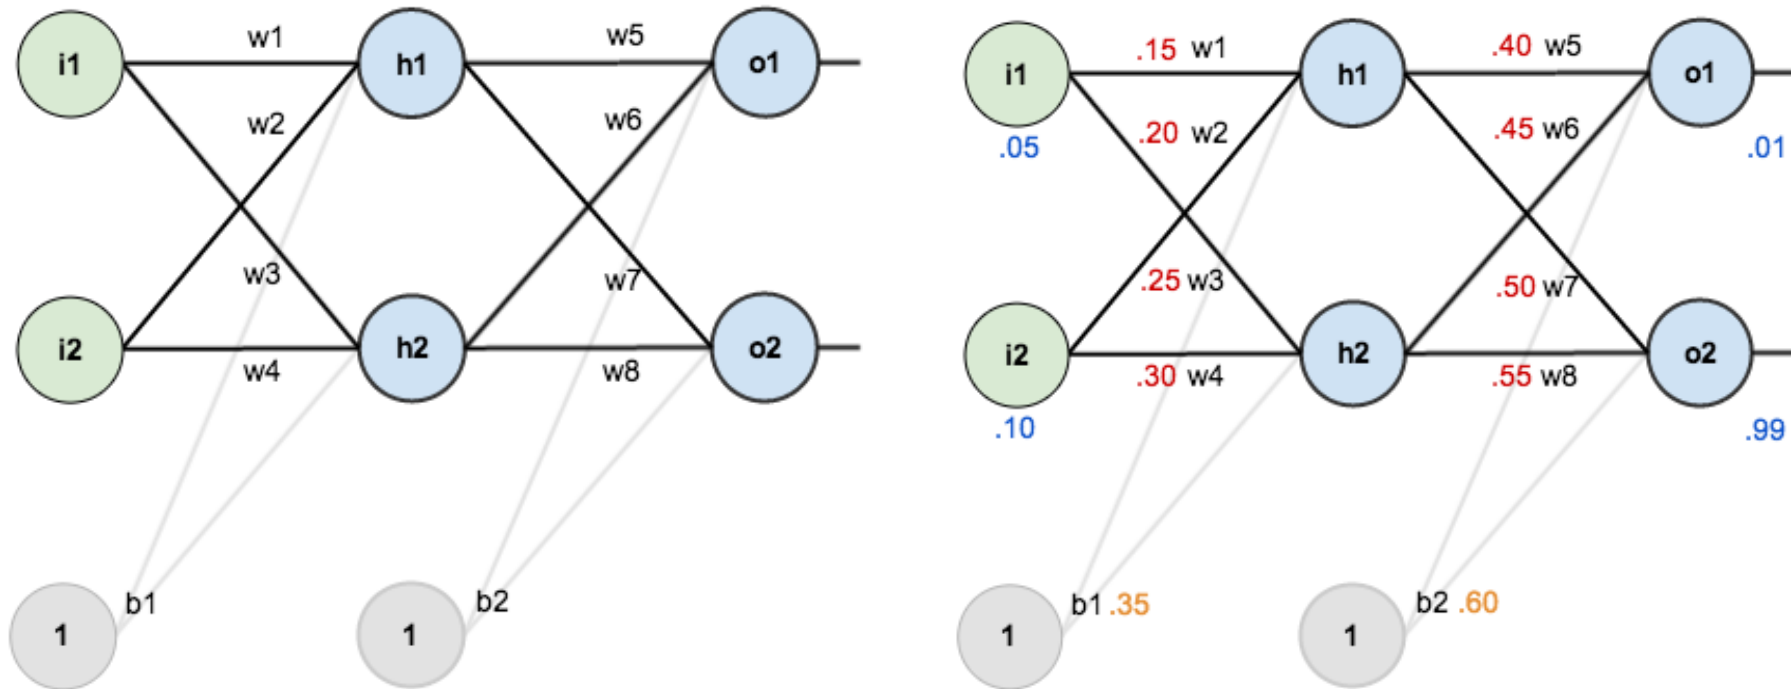 w1
w5
i1
h1
o1
w2
w6
w3
w7
i2
h2
o2
w4
w8
b1
b2
1
1
.15 w1
.40 w5
i1
h1
o1
.05
.20 w2
.45 w6
.01
.25 w3
.50 w7
i2
h2
o2
.30 w4
.55 w8
.10
.99
b1 .35
b2 .60
1
1